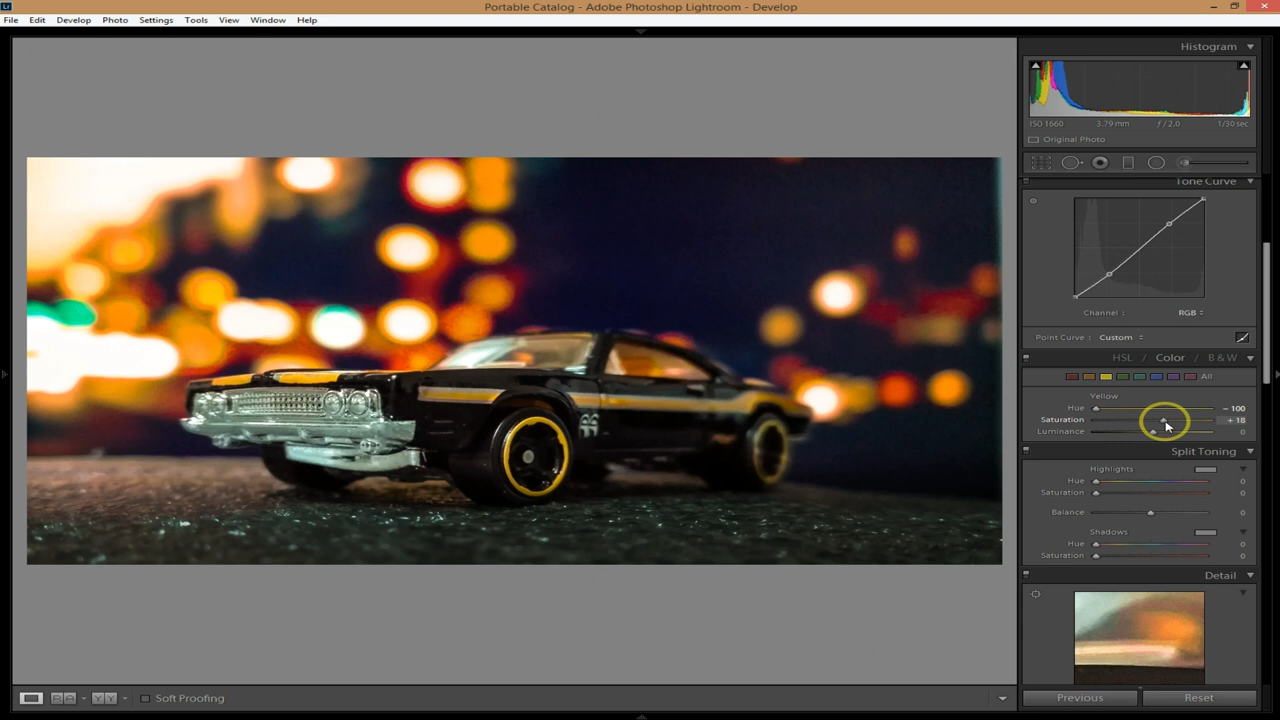 Lr
Portable Catalog - Adobe Photoshop Lightroom - Develop
File Edit Develop Photo Settings Tools View Window Help
Histogram
ISO 1660 3.79 mm ƒ / 2.0 1/30 sec
Original Photo
Tone Curve
Channel : RGB
Point Curve : Custom
HSL / Color / B & W
All
Yellow
Hue - 100
Saturation + 18
Luminance 0
Split Toning
Highlights
Hue 0
Saturation 0
Balance 0
Shadows
Hue 0
Saturation 0
Detail
Soft Proofing
Previous Reset